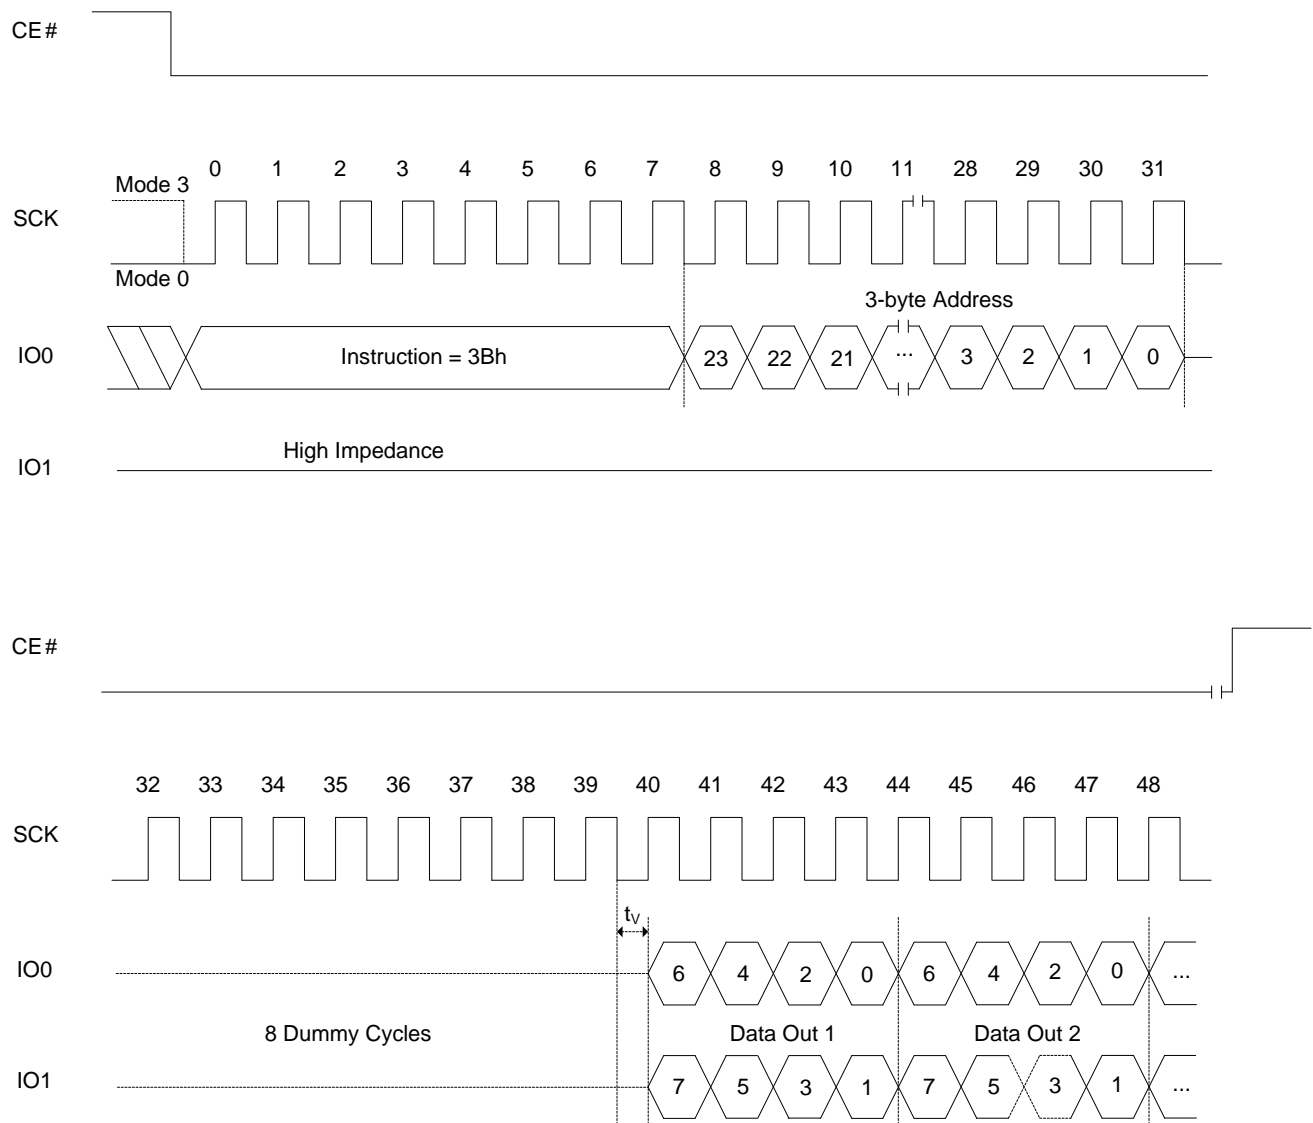 CE#
0 1 2 3 4 5 6 7 8 9 10 11 28 29 30 31
Mode 3
SCK
Mode 0
3-byte Address
IO0 Instruction = 3Bh 23 22 21 ... 3 2 1 0
High Impedance
IO1
CE#
32 33 34 35 36 37 38 39 40 41 42 43 44 45 46 47 48
SCK
tV
IO0 6 4 2 0 6 4 2 0 ...
8 Dummy Cycles Data Out 1 Data Out 2
IO1 7 5 3 1 7 5 3 1 ...